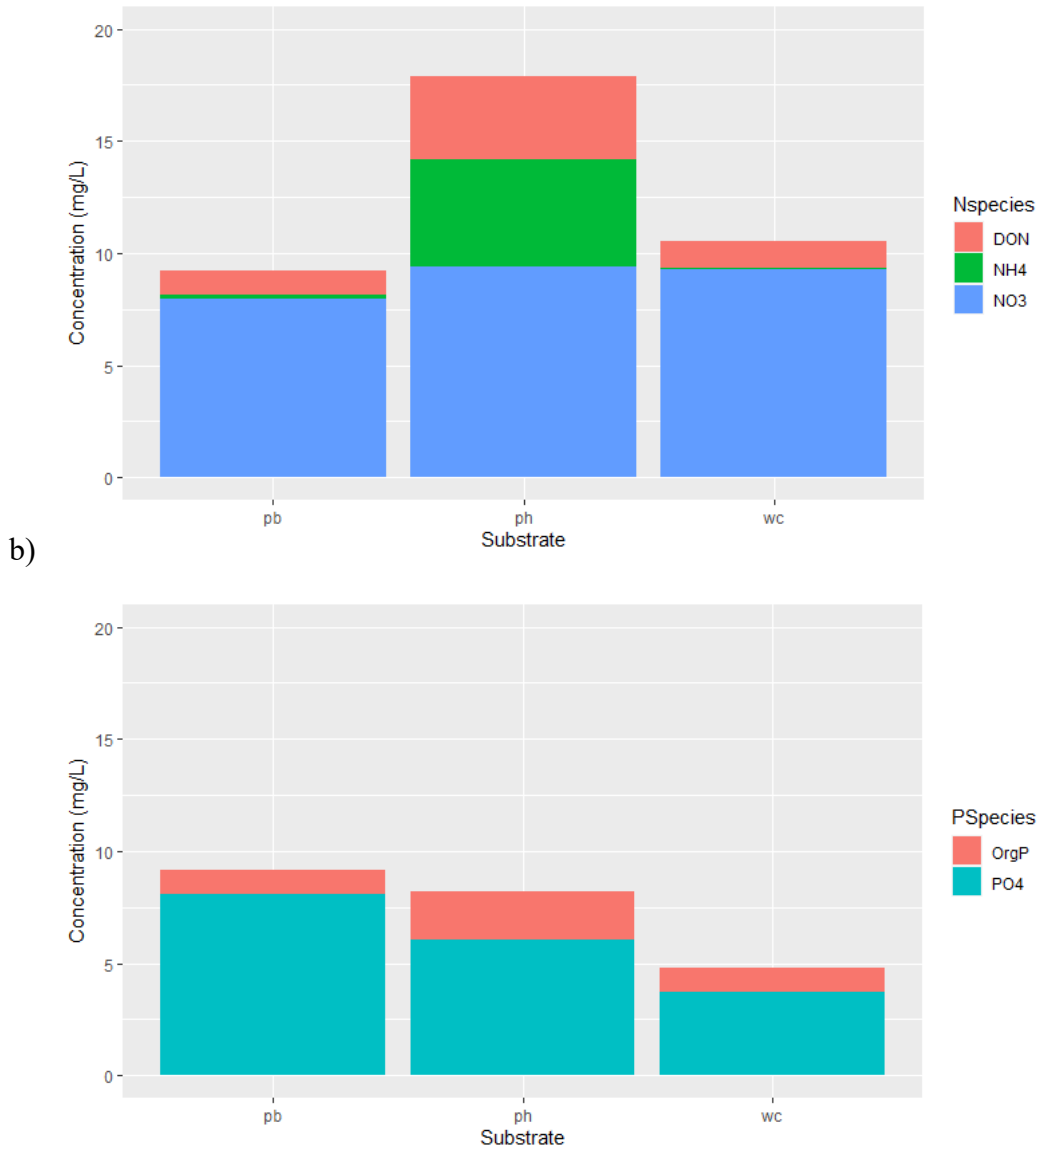 20
15
10
5
0
Concentration (mg/L)
pb
ph
wc
Substrate
Nspecies
DON
NH4
NO3
b)
20
15
10
5
0
Concentration (mg/L)
pb
ph
wc
Substrate
PSpecies
OrgP
PO4